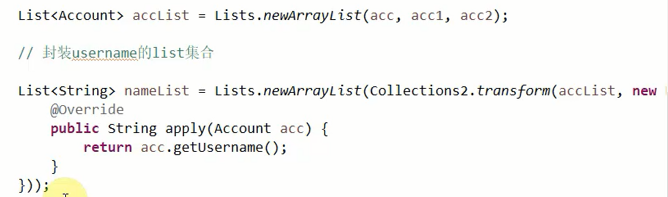 List<Account> accList = Lists.newArrayList(acc, acc1, acc2);
// 封装username的list集合
List<String> nameList = Lists.newArrayList(Collections2.transform(accList, new
@Override
public String apply(Account acc) {
return acc.getUsername();
}
}));